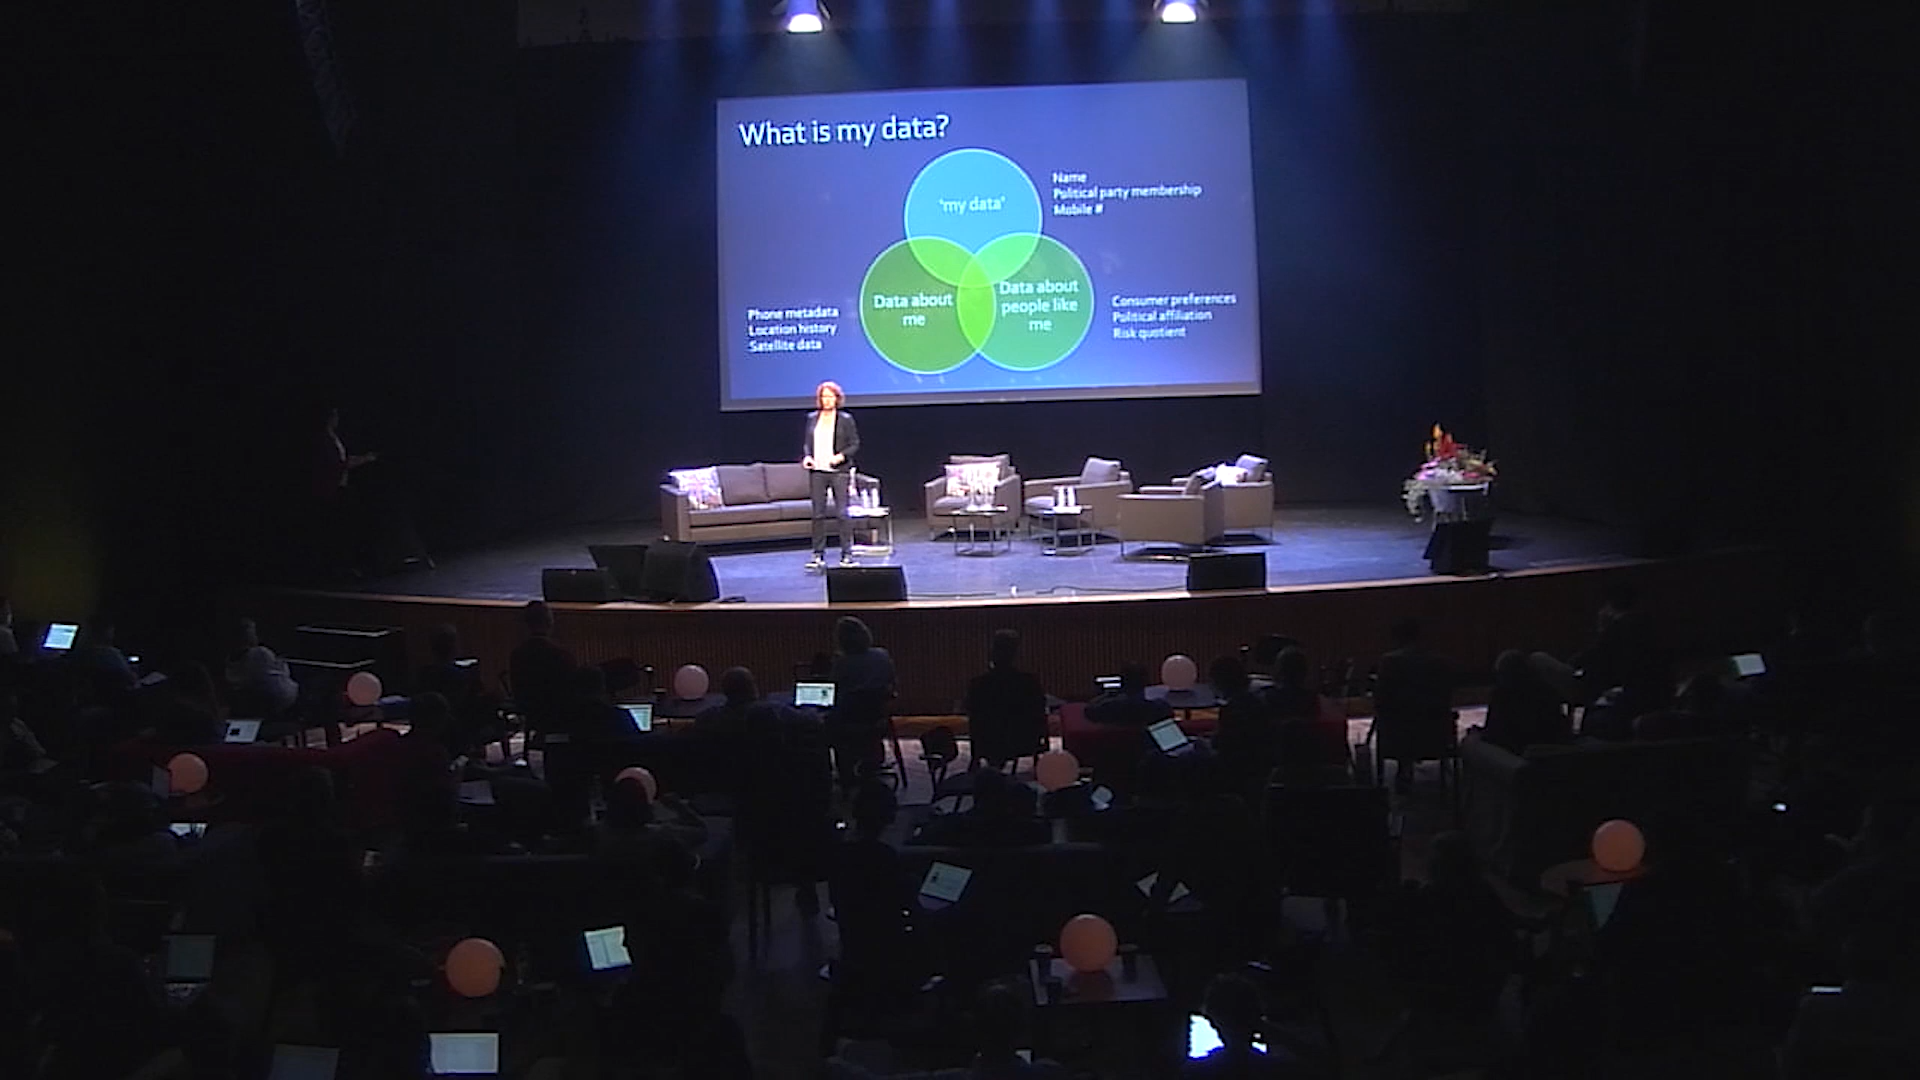 What is my data?
'my data'
Name
Political party membership
Mobile #
Data about
me
Phone metadata
Location history
Satellite data
Data about
people like
me
Consumer preferences
Political affiliation
Risk quotient